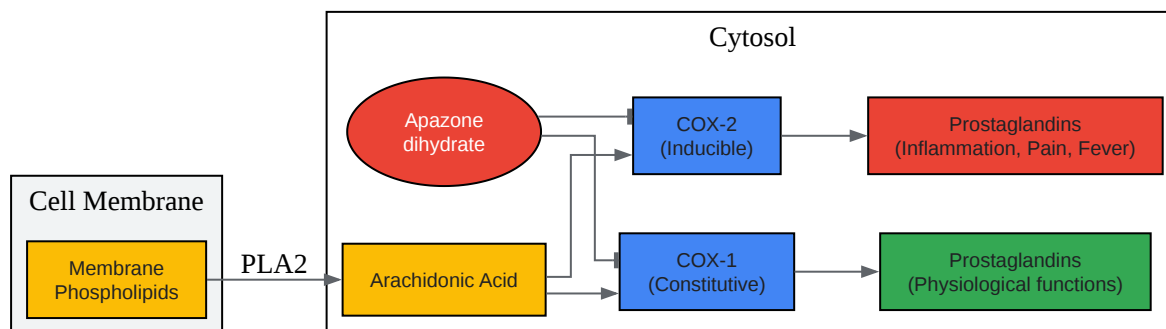 Cytosol
Apazone
dihydrate
COX-2
(Inducible)
Prostaglandins
(Inflammation, Pain, Fever)
Cell Membrane
Membrane
Phospholipids
PLA2
Arachidonic Acid
COX-1
(Constitutive)
Prostaglandins
(Physiological functions)